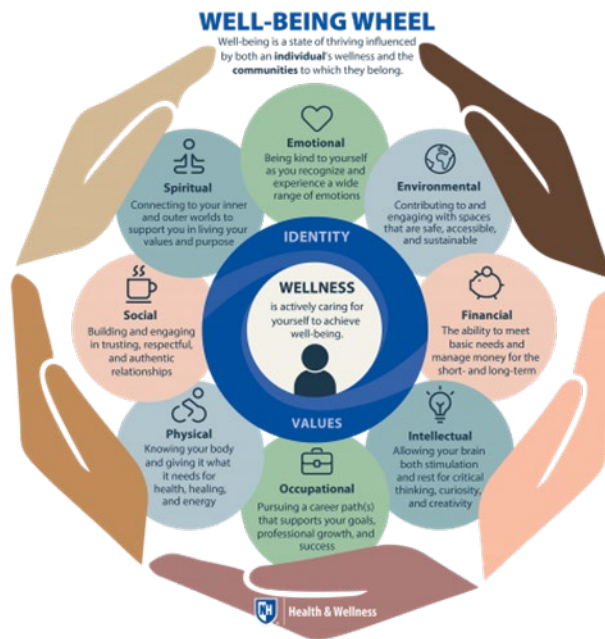 WELL-BEING WHEEL
Well-being is a state of thriving influenced
by both an individual's wellness and the
communities to which they belong.
Emotional
Being kind to yourself
as you recognize and
experience a wide
range of emotions
Environmental
Contributing to and
engaging with spaces
that are safe, accessible,
and sustainable
Financial
The ability to meet
basic needs and
manage money for the
short- and long-term
Intellectual
Allowing your brain
both stimulation
and rest for critical
thinking, curiosity,
and creativity
Occupational
Pursuing a career path(s)
that supports your goals,
professional growth, and
success
Physical
Knowing your body
and giving it what
it needs for
health, healing,
and energy
Social
Building and engaging
in trusting, respectful,
and authentic
relationships
Spiritual
Connecting to your inner
and outer worlds to
support you in living your
values and purpose
IDENTITY
WELLNESS
is actively caring for
yourself to achieve
well-being.
VALUES
NH
Health & Wellness